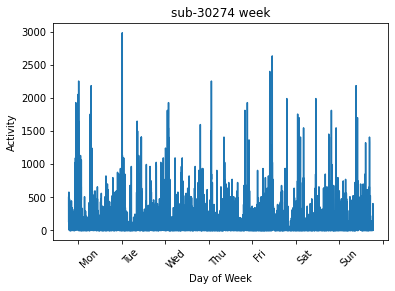 sub-30274 week
3000
2500
2000
1500
1000
500
0
Activity
Mon
Tue
Wed
Thu
Fri
Sat
Sun
Day of Week